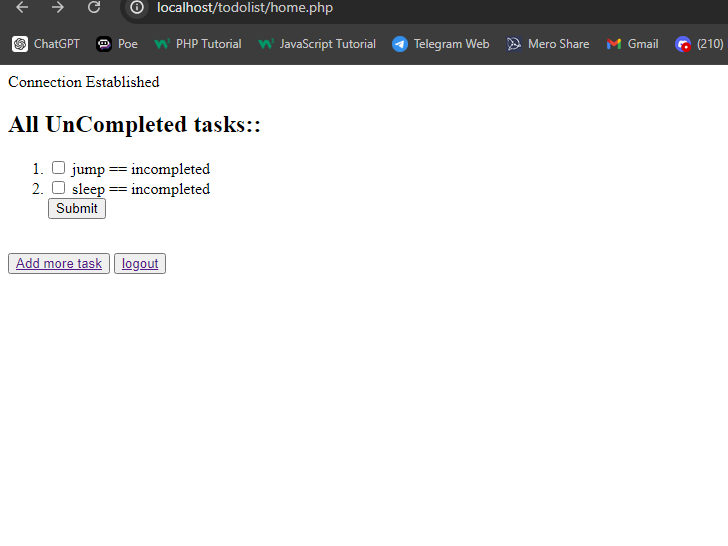 localhost/todolist/home.php
ChatGPT Poe PHP Tutorial JavaScript Tutorial Telegram Web Mero Share Gmail (210)
Connection Established
All UnCompleted tasks::
1. jump == incompleted
2. sleep == incompleted
Submit
Add more task logout